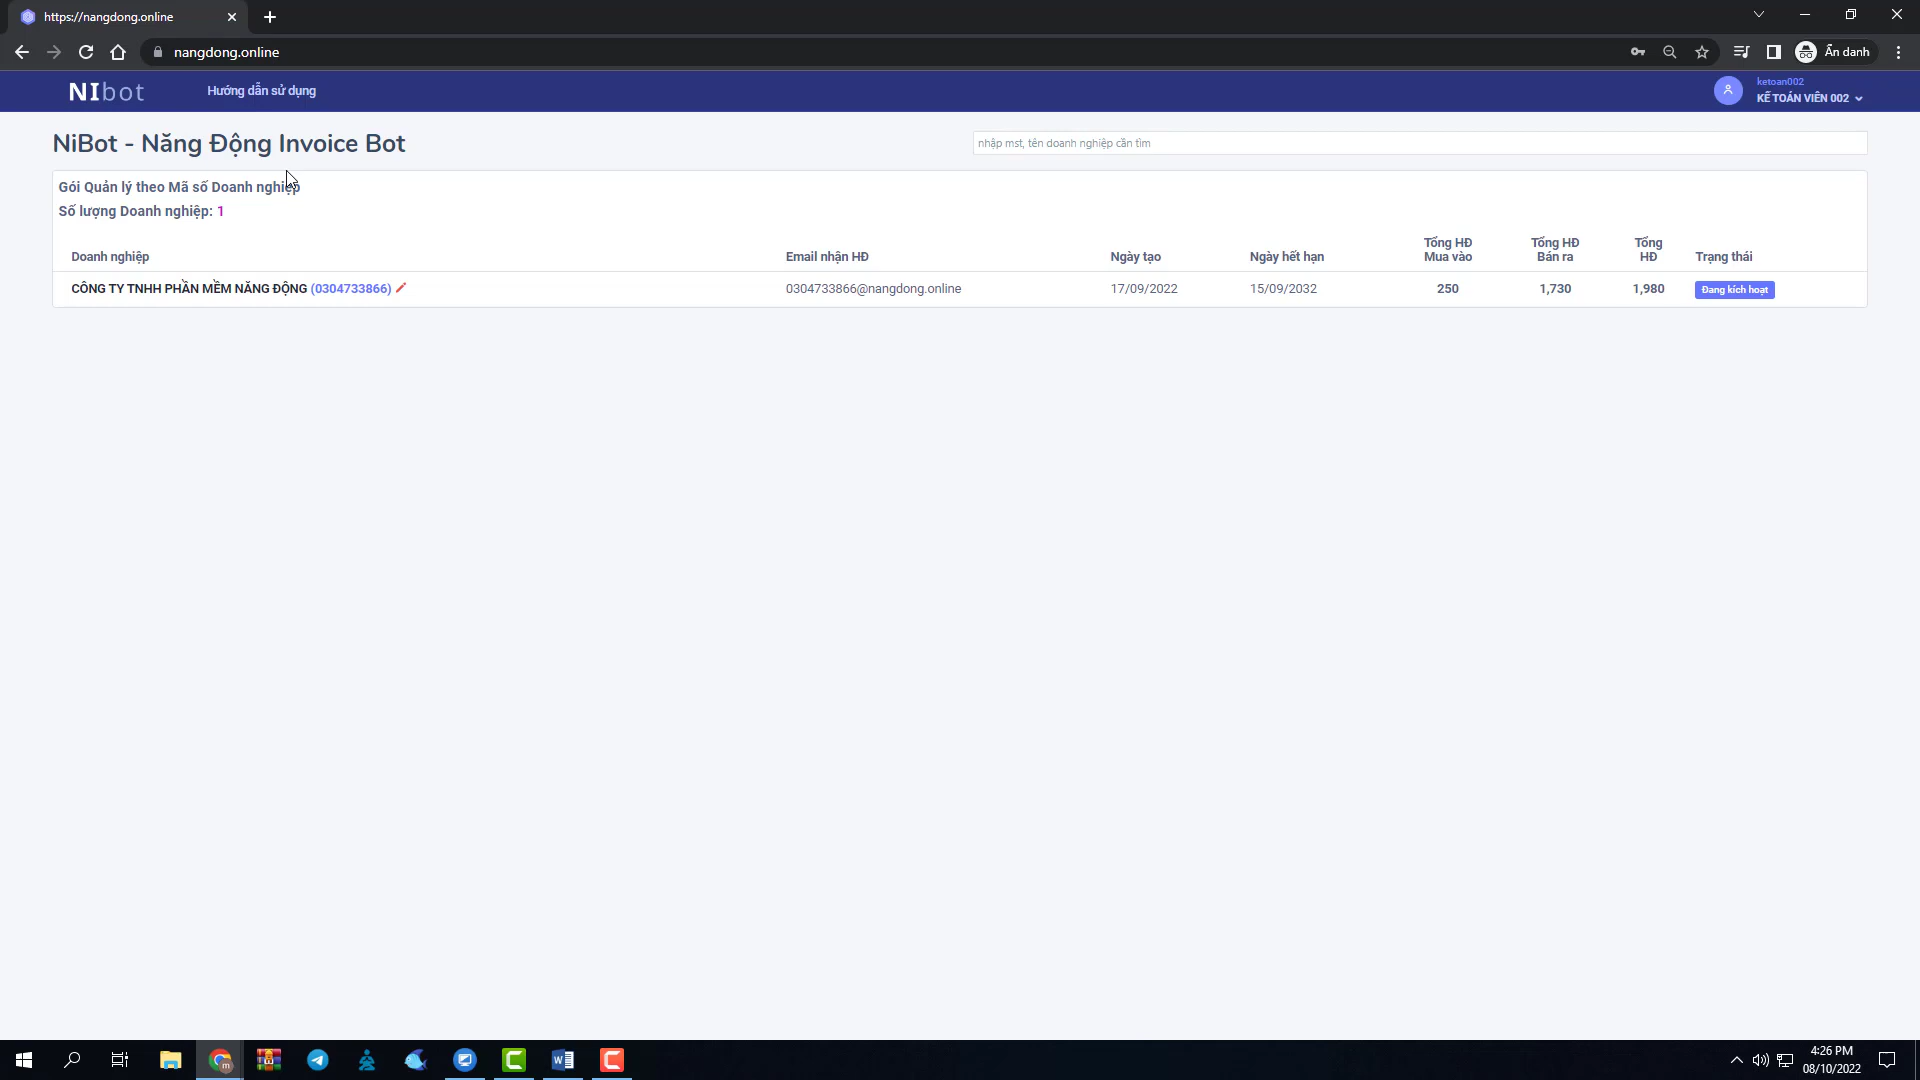 https://nangdong.online
nangdong.online
Ẩn danh
NIbot
Hướng dẫn sử dụng
ketoan002
KẾ TOÁN VIÊN 002
NiBot - Năng Động Invoice Bot
nhập mst, tên doanh nghiệp cần tìm
Gói Quản lý theo Mã số Doanh nghiệp
Số lượng Doanh nghiệp: 1
Doanh nghiệp
Email nhận HĐ
Ngày tạo
Ngày hết hạn
Tổng HĐ
Mua vào
Tổng HĐ
Bán ra
Tổng
HĐ
Trạng thái
CÔNG TY TNHH PHẦN MỀM NĂNG ĐỘNG (0304733866)
0304733866@nangdong.online
17/09/2022
15/09/2032
250
1,730
1,980
Đang kích hoạt
4:26 PM
08/10/2022